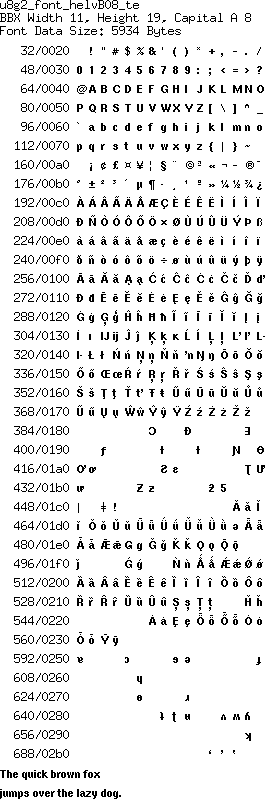 u8g2_font_helvB08_te
BBX Width 11, Height 19, Capital A 8
Font Data Size: 5934 Bytes
32/0020 ! " # $ % & ' ( ) * + , - . /
48/0030 0 1 2 3 4 5 6 7 8 9 : ; < = > ?
64/0040 @ A B C D E F G H I J K L M N O
80/0050 P Q R S T U V W X Y Z [ \ ] ^ _
96/0060 ` a b c d e f g h i j k l m n o
112/0070 p q r s t u v w x y z { | } ~
160/00a0 ¡ ¢ £ ¤ ¥ ¦ § ¨ © ª « ¬ - ® ¯
176/00b0 ° ± ² ³ ´ µ ¶ · ¸ ¹ º » ¼ ½ ¾ ¿
192/00c0 À Á Â Ã Ä Å Æ Ç È É Ê Ë Ì Í Î Ï
208/00d0 Ð Ñ Ò Ó Ô Õ Ö × Ø Ù Ú Û Ü Ý Þ ß
224/00e0 à á â ã ä å æ ç è é ê ë ì í î ï
240/00f0 ð ñ ò ó ô õ ö ÷ ø ù ú û ü ý þ ÿ
256/0100 Ā ā Ă ă Ą ą Ć ć Ĉ ĉ Ċ ċ Č č Ď ď
272/0110 Đ đ Ē ē Ĕ ĕ Ė ė Ę ę Ě ě Ĝ ĝ Ğ ğ
288/0120 Ġ ġ Ģ ģ Ĥ ĥ Ħ ħ Ĩ ĩ Ī ī Ĭ ĭ Į į
304/0130 İ ı Ĳ ĳ Ĵ ĵ Ķ ķ ĸ Ĺ ĺ Ļ ļ Ľ ľ Ŀ
320/0140 ŀ Ł ł Ń ń Ņ ņ Ň ň ŉ Ŋ ŋ Ō ō Ŏ ŏ
336/0150 Ő ő Œ œ Ŕ ŕ Ŗ ŗ Ř ř Ś ś Ŝ ŝ Ş ş
352/0160 Š š Ţ ţ Ť ť Ŧ ŧ Ũ ũ Ū ū Ŭ ŭ Ů ů
368/0170 Ű ű Ų ų Ŵ ŵ Ŷ ŷ Ÿ Ź ź Ż ż Ž ž
384/0180 Ɔ Ɖ Ǝ
400/0190 ƒ ƚ Ɲ Ɵ
416/01a0 Ơ ơ Ʈ Ư
432/01b0 ư
448/01c0 ǀ ǂ ǃ Ǎ ǎ Ǐ
464/01d0 ǐ Ǒ ǒ Ǔ ǔ Ǖ ǖ Ǘ ǘ Ǚ ǚ Ǜ ǜ ǝ Ǟ ǟ
480/01e0 Ǡ ǡ Ǣ ǣ Ǥ ǥ Ǧ ǧ Ǩ ǩ Ǫ ǫ Ǭ ǭ
496/01f0 ǰ Ǵ ǵ Ǹ ǹ Ǻ ǻ Ǽ ǽ Ǿ ǿ
512/0200 Ȁ ȁ Ȃ ȃ Ȅ ȅ Ȇ ȇ Ȉ ȉ Ȋ ȋ Ȍ ȍ Ȏ ȏ
528/0210 Ȑ ȑ Ȓ ȓ Ȕ ȕ Ȗ ȗ Ș ș Ț ț Ȟ ȟ
544/0220 Ȧ ȧ Ȩ ȩ Ȫ ȫ Ȭ ȭ Ȯ ȯ
560/0230 Ȱ ȱ Ȳ ȳ
592/0250 ɐ ɔ ɘ ə
608/0260 ɥ
624/0270 ɵ ɹ
640/0280 ʇ ʈ ʉ ʌ ʍ ʎ
656/0290 ʞ
688/02b0
The quick brown fox
jumps over the lazy dog.